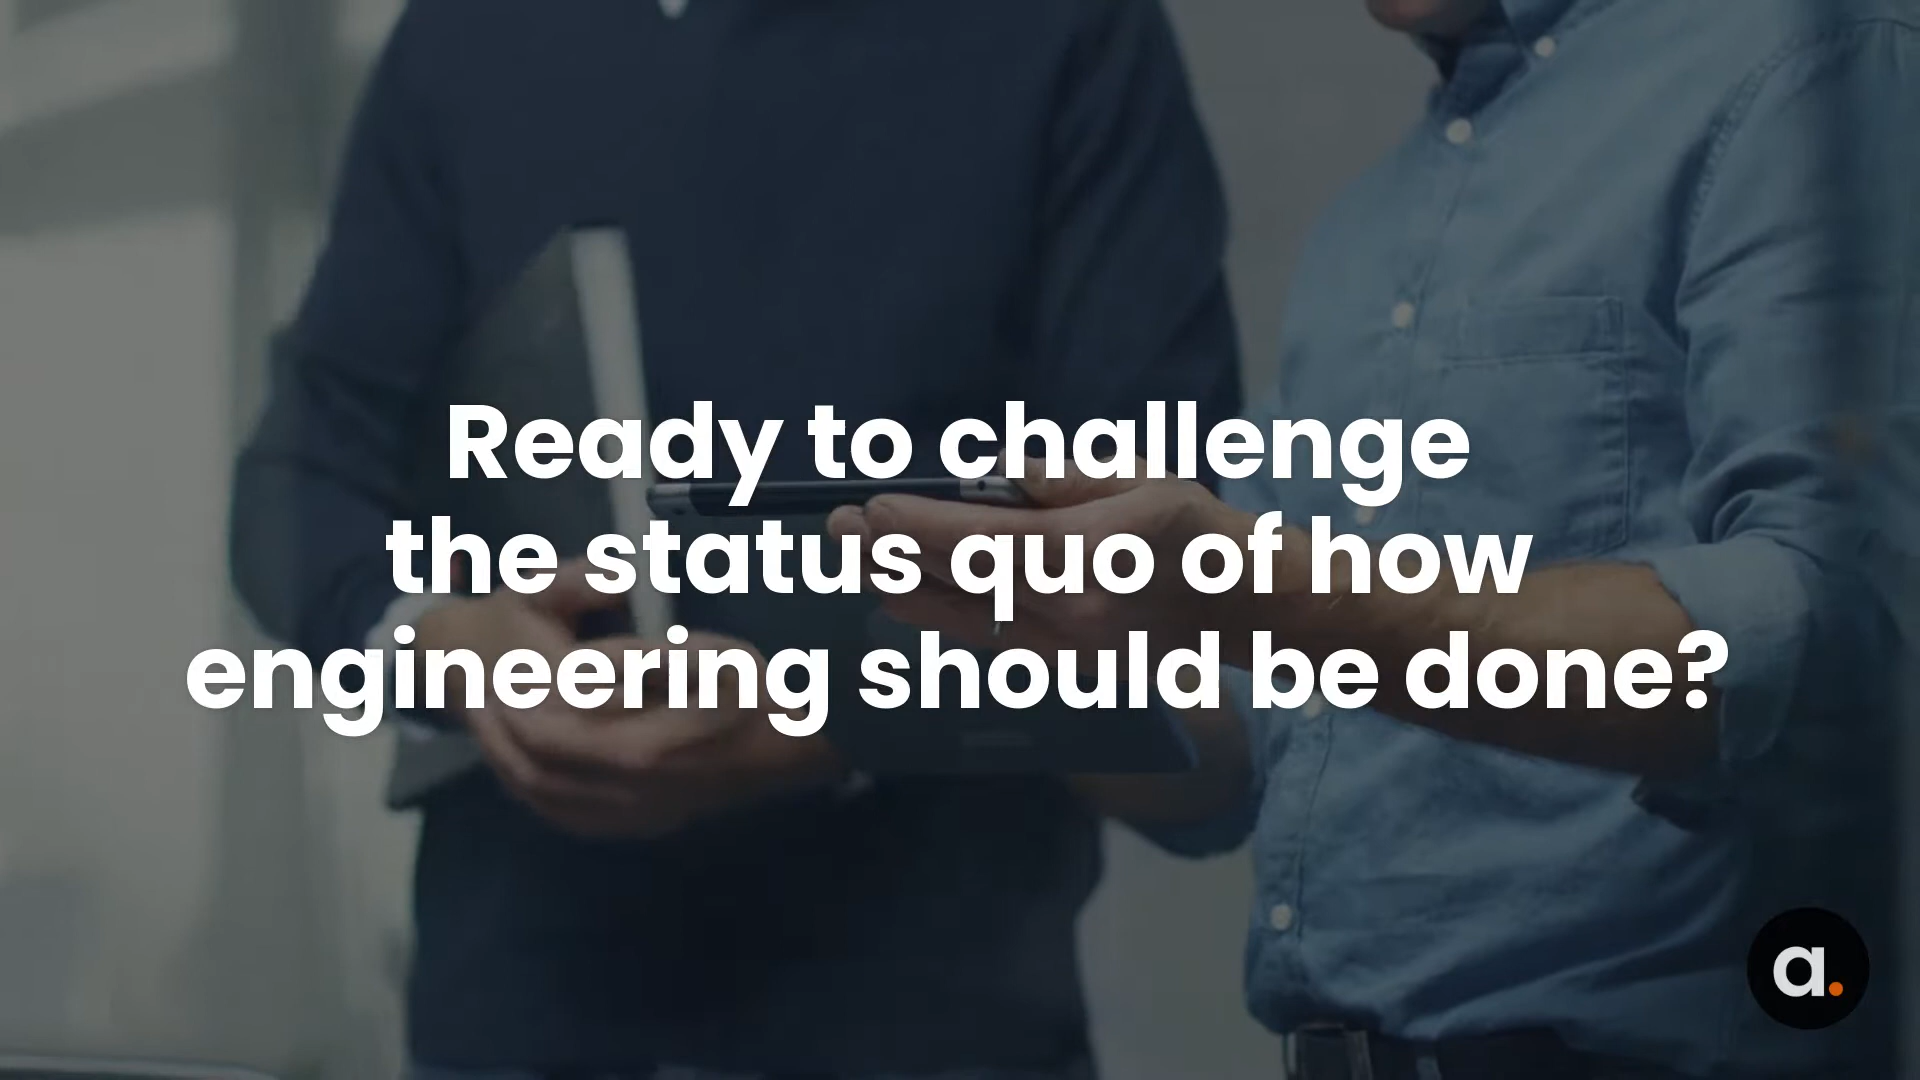 Ready to challenge
the status quo of how
engineering should be done?
a.